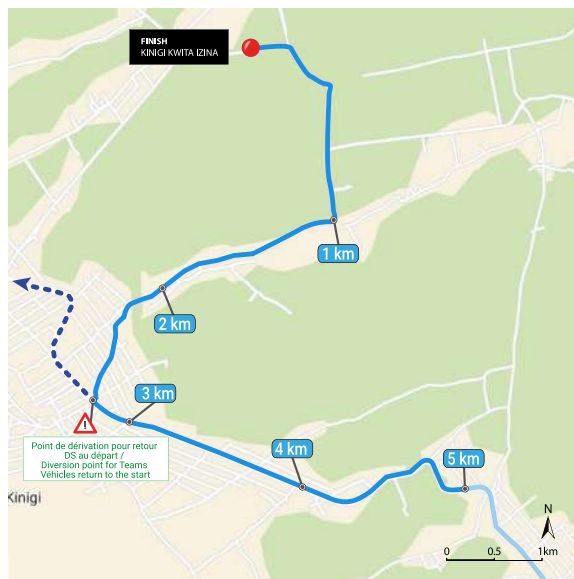 FINISH
KINIGI KWITA IZINA
1 km
2 km
3 km
!
Point de dérivation pour retour
DS au départ /
Diversion point for Teams
Véhicles return to the start
4 km
5 km
Kinigi
N
0 0.5 1km